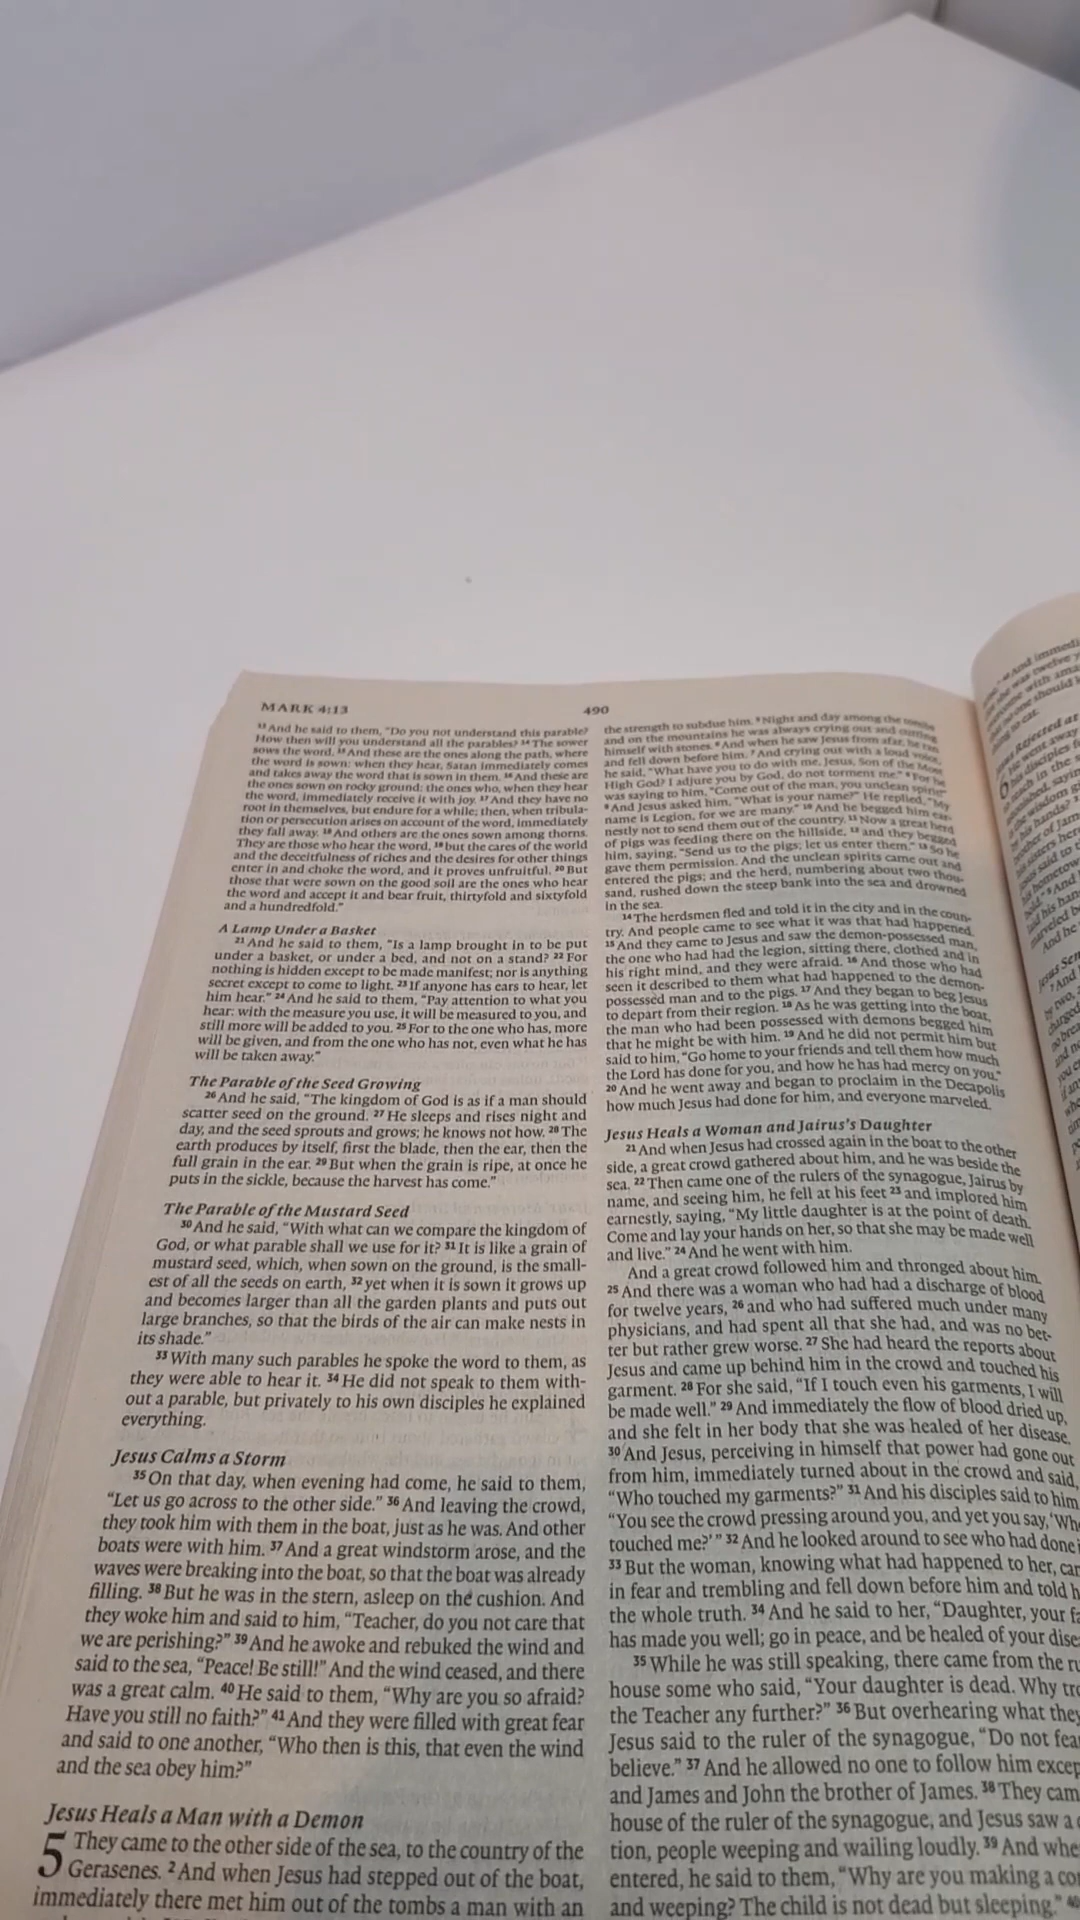 MARK 4:13
490
13 And he said to them, "Do you not understand this parable?
How then will you understand all the parables? 14 The sower
sows the word. 15 And these are the ones along the path, where
the word is sown: when they hear, Satan immediately comes
and takes away the word that is sown in them. 16 And these are
the ones sown on rocky ground: the ones who, when they hear
the word, immediately receive it with joy. 17 And they have no
root in themselves, but endure for a while; then, when tribula-
tion or persecution arises on account of the word, immediately
they fall away. 18 And others are the ones sown among thorns.
They are those who hear the word, 19 but the cares of the world
and the deceitfulness of riches and the desires for other things
enter in and choke the word, and it proves unfruitful. 20 But
those that were sown on the good soil are the ones who hear
the word and accept it and bear fruit, thirtyfold and sixtyfold
and a hundredfold."
A Lamp Under a Basket
21 And he said to them, "Is a lamp brought in to be put
under a basket, or under a bed, and not on a stand? 22 For
nothing is hidden except to be made manifest; nor is anything
secret except to come to light. 23 If anyone has ears to hear, let
him hear." 24 And he said to them, "Pay attention to what you
hear: with the measure you use, it will be measured to you, and
still more will be added to you. 25 For to the one who has, more
will be given, and from the one who has not, even what he has
will be taken away."
The Parable of the Seed Growing
26 And he said, "The kingdom of God is as if a man should
scatter seed on the ground. 27 He sleeps and rises night and
day, and the seed sprouts and grows; he knows not how. 28 The
earth produces by itself, first the blade, then the ear, then the
full grain in the ear. 29 But when the grain is ripe, at once he
puts in the sickle, because the harvest has come."
The Parable of the Mustard Seed
30 And he said, "With what can we compare the kingdom of
God, or what parable shall we use for it? 31 It is like a grain of
mustard seed, which, when sown on the ground, is the small-
est of all the seeds on earth, 32 yet when it is sown it grows up
and becomes larger than all the garden plants and puts out
large branches, so that the birds of the air can make nests in
its shade."
33 With many such parables he spoke the word to them, as
they were able to hear it. 34 He did not speak to them with-
out a parable, but privately to his own disciples he explained
everything.
Jesus Calms a Storm
35 On that day, when evening had come, he said to them,
"Let us go across to the other side." 36 And leaving the crowd,
they took him with them in the boat, just as he was. And other
boats were with him. 37 And a great windstorm arose, and the
waves were breaking into the boat, so that the boat was already
filling. 38 But he was in the stern, asleep on the cushion. And
they woke him and said to him, "Teacher, do you not care that
we are perishing?" 39 And he awoke and rebuked the wind and
said to the sea, "Peace! Be still!" And the wind ceased, and there
was a great calm. 40 He said to them, "Why are you so afraid?
Have you still no faith?" 41 And they were filled with great fear
and said to one another, "Who then is this, that even the wind
and the sea obey him?"
Jesus Heals a Man with a Demon
5 They came to the other side of the sea, to the country of the
Gerasenes. 2 And when Jesus had stepped out of the boat,
immediately there met him out of the tombs a man with an
the strength to subdue him. 5 Night and day among the tombs
and on the mountains he was always crying out and cutting
himself with stones. 6 And when he saw Jesus from afar, he ran
and fell down before him. 7 And crying out with a loud voice,
he said, "What have you to do with me, Jesus, Son of the Most
High God? I adjure you by God, do not torment me." 8 For he
was saying to him, "Come out of the man, you unclean spirit!"
9 And Jesus asked him, "What is your name?" He replied, "My
name is Legion, for we are many." 10 And he begged him ear-
nestly not to send them out of the country. 11 Now a great herd
of pigs was feeding there on the hillside, 12 and they begged
him, saying, "Send us to the pigs; let us enter them." 13 So he
gave them permission. And the unclean spirits came out and
entered the pigs; and the herd, numbering about two thou-
sand, rushed down the steep bank into the sea and drowned
in the sea.
14 The herdsmen fled and told it in the city and in the coun-
try. And people came to see what it was that had happened.
15 And they came to Jesus and saw the demon-possessed man,
the one who had had the legion, sitting there, clothed and in
his right mind, and they were afraid. 16 And those who had
seen it described to them what had happened to the demon-
possessed man and to the pigs. 17 And they began to beg Jesus
to depart from their region. 18 As he was getting into the boat,
the man who had been possessed with demons begged him
that he might be with him. 19 And he did not permit him but
said to him, "Go home to your friends and tell them how much
the Lord has done for you, and how he has had mercy on you."
20 And he went away and began to proclaim in the Decapolis
how much Jesus had done for him, and everyone marveled.
Jesus Heals a Woman and Jairus's Daughter
21 And when Jesus had crossed again in the boat to the other
side, a great crowd gathered about him, and he was beside the
sea. 22 Then came one of the rulers of the synagogue, Jairus by
name, and seeing him, he fell at his feet 23 and implored him
earnestly, saying, "My little daughter is at the point of death.
Come and lay your hands on her, so that she may be made well
and live." 24 And he went with him.
And a great crowd followed him and thronged about him.
25 And there was a woman who had had a discharge of blood
for twelve years, 26 and who had suffered much under many
physicians, and had spent all that she had, and was no bet-
ter but rather grew worse. 27 She had heard the reports about
Jesus and came up behind him in the crowd and touched his
garment. 28 For she said, "If I touch even his garments, I will
be made well." 29 And immediately the flow of blood dried up,
and she felt in her body that she was healed of her disease.
30 And Jesus, perceiving in himself that power had gone out
from him, immediately turned about in the crowd and said,
"Who touched my garments?" 31 And his disciples said to him
"You see the crowd pressing around you, and yet you say, 'Wh
touched me?'" 32 And he looked around to see who had done
33 But the woman, knowing what had happened to her, ca
in fear and trembling and fell down before him and told h
the whole truth. 34 And he said to her, "Daughter, your fa
has made you well; go in peace, and be healed of your dise
35 While he was still speaking, there came from the ru
house some who said, "Your daughter is dead. Why tro
the Teacher any further?" 36 But overhearing what they
Jesus said to the ruler of the synagogue, "Do not fea
believe." 37 And he allowed no one to follow him excep
and James and John the brother of James. 38 They cam
house of the ruler of the synagogue, and Jesus saw a
tion, people weeping and wailing loudly. 39 And whe
entered, he said to them, "Why are you making a co
and weeping? The child is not dead but sleeping." 40